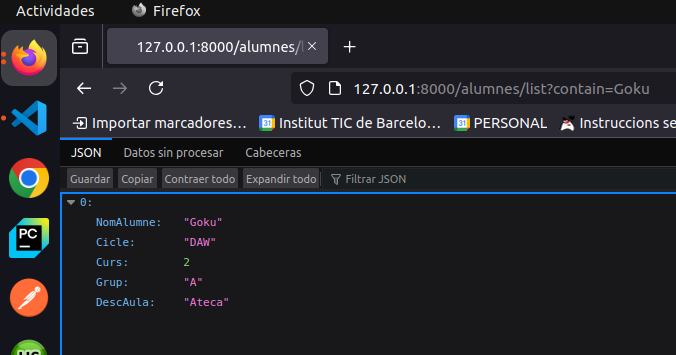 Actividades Firefox
127.0.0.1:8000/alumnes/l
127.0.0.1:8000/alumnes/list?contain=Goku
Importar marcadores… Institut TIC de Barcelo… PERSONAL Instruccions se
JSON Datos sin procesar Cabeceras
Guardar Copiar Contraer todo Expandir todo Filtrar JSON
0:
NomAlumne: "Goku"
Cicle: "DAW"
Curs: 2
Grup: "A"
DescAula: "Ateca"
PC